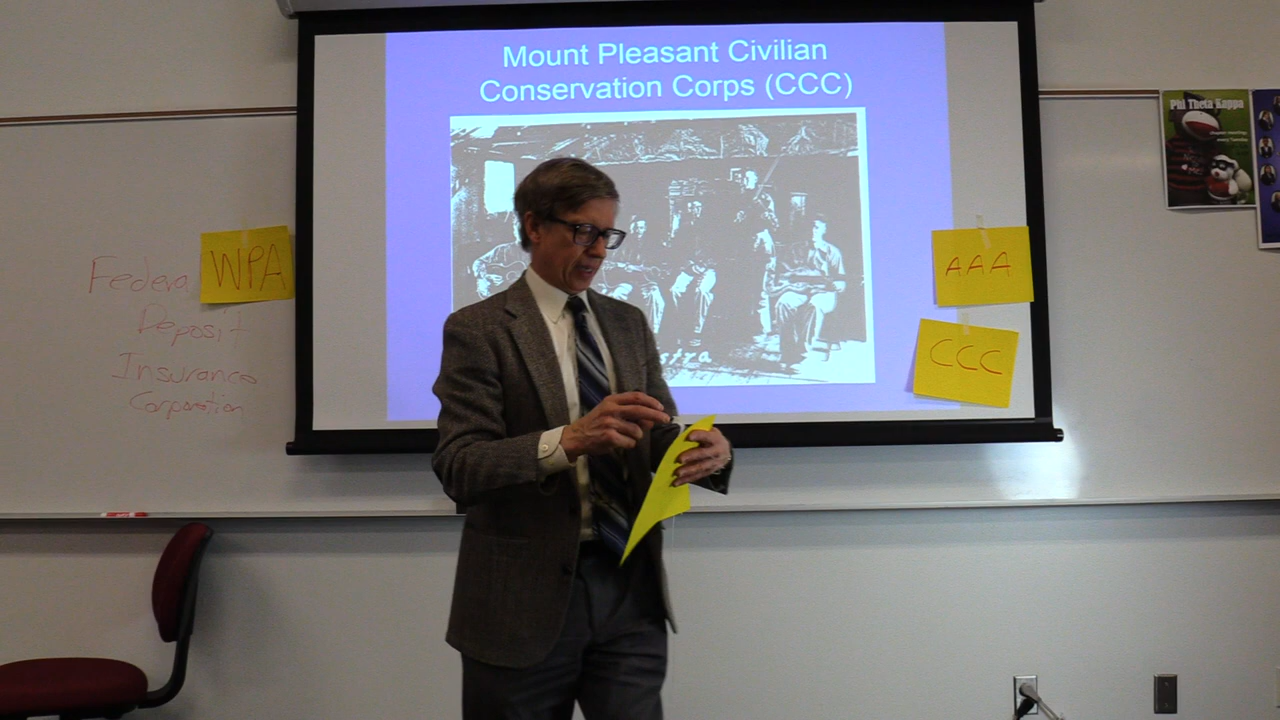 Mount Pleasant Civilian
Conservation Corps (CCC)
Phi Theta Kappa
WPA
Federal
Deposit
Insurance
Corporation
AAA
CCC